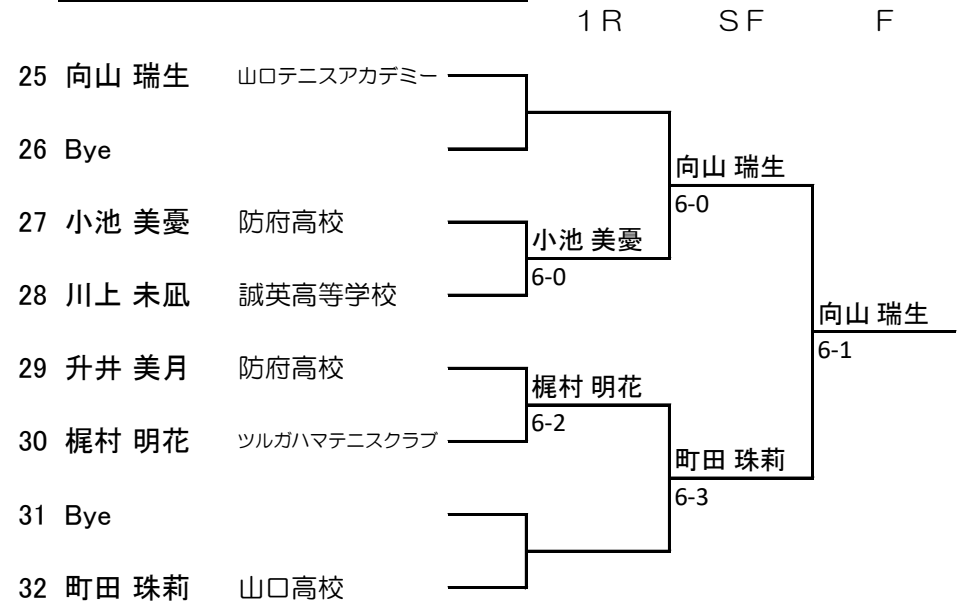 1R SF F
25 向山 瑞生 山口テニスアカデミー
26 Bye
向山 瑞生
6-0
27 小池 美憂 防府高校
小池 美憂
6-0
28 川上 未凪 誠英高等学校
向山 瑞生
6-1
29 升井 美月 防府高校
梶村 明花
6-2
30 梶村 明花 ツルガハマテニスクラブ
町田 珠莉
6-3
31 Bye
32 町田 珠莉 山口高校